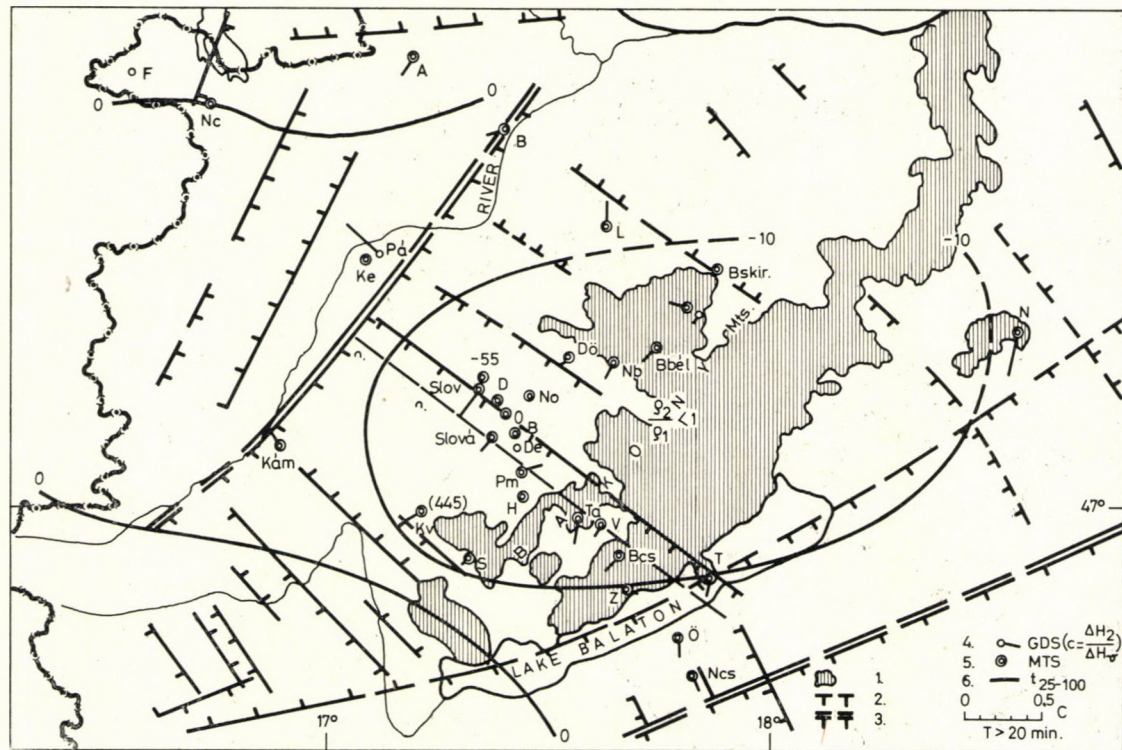 A
F
0
0
Nc
B
RIVER
L
-10
-10
Pá
Ke
Bskir.
Mts.
N
Dö
Nb
Bbél
Y
-55
Slov
D
No
N
O
B
Slová
Dé
Kám
Pm
K
(445)
H
Kv
Ta
A
V
47°
S
B
Bcs
T
Z
LAKE BALATON
Ö
Ncs
0
17°
18°
0
1.
2.
3.
4. GDS (c=ΔH2
5. MTS
6. t25-100
0 0,5 C
T > 20 min.